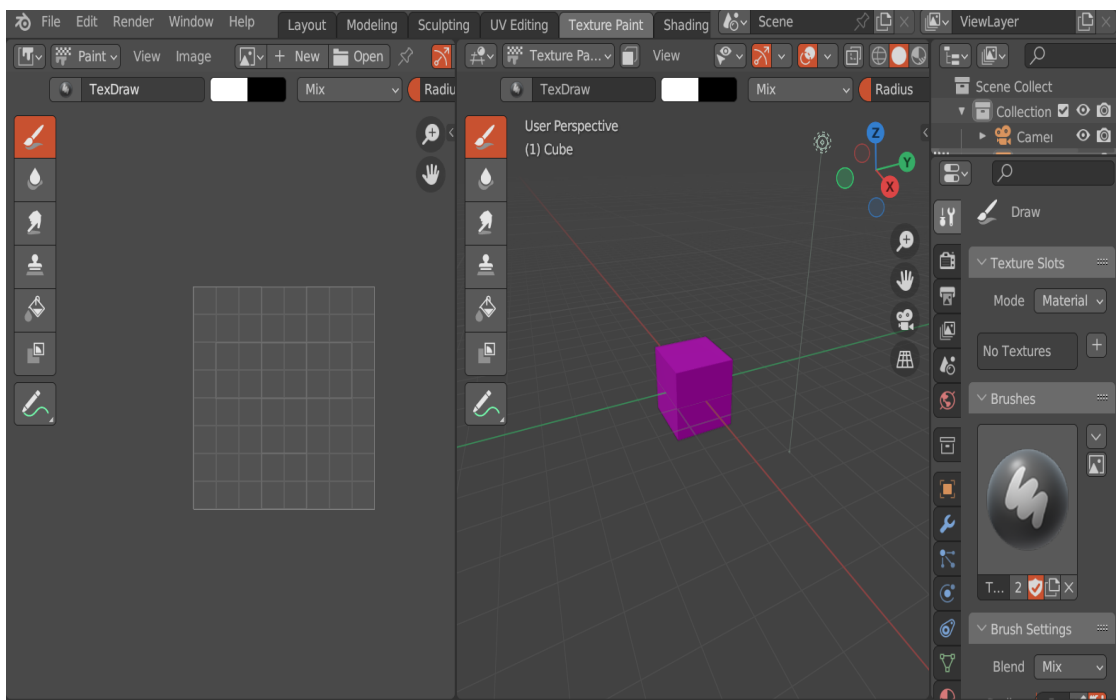 File Edit Render Window Help Layout Modeling Sculpting UV Editing Texture Paint Shading Scene ViewLayer
Paint View Image + New Open Texture Pa... View
TexDraw Mix Radiu TexDraw Mix Radius
Scene Collect
Collection
Camer
User Perspective
(1) Cube
Z
Y
X
Draw
Texture Slots
Mode Material
No Textures +
Brushes
T... 2
Brush Settings
Blend Mix